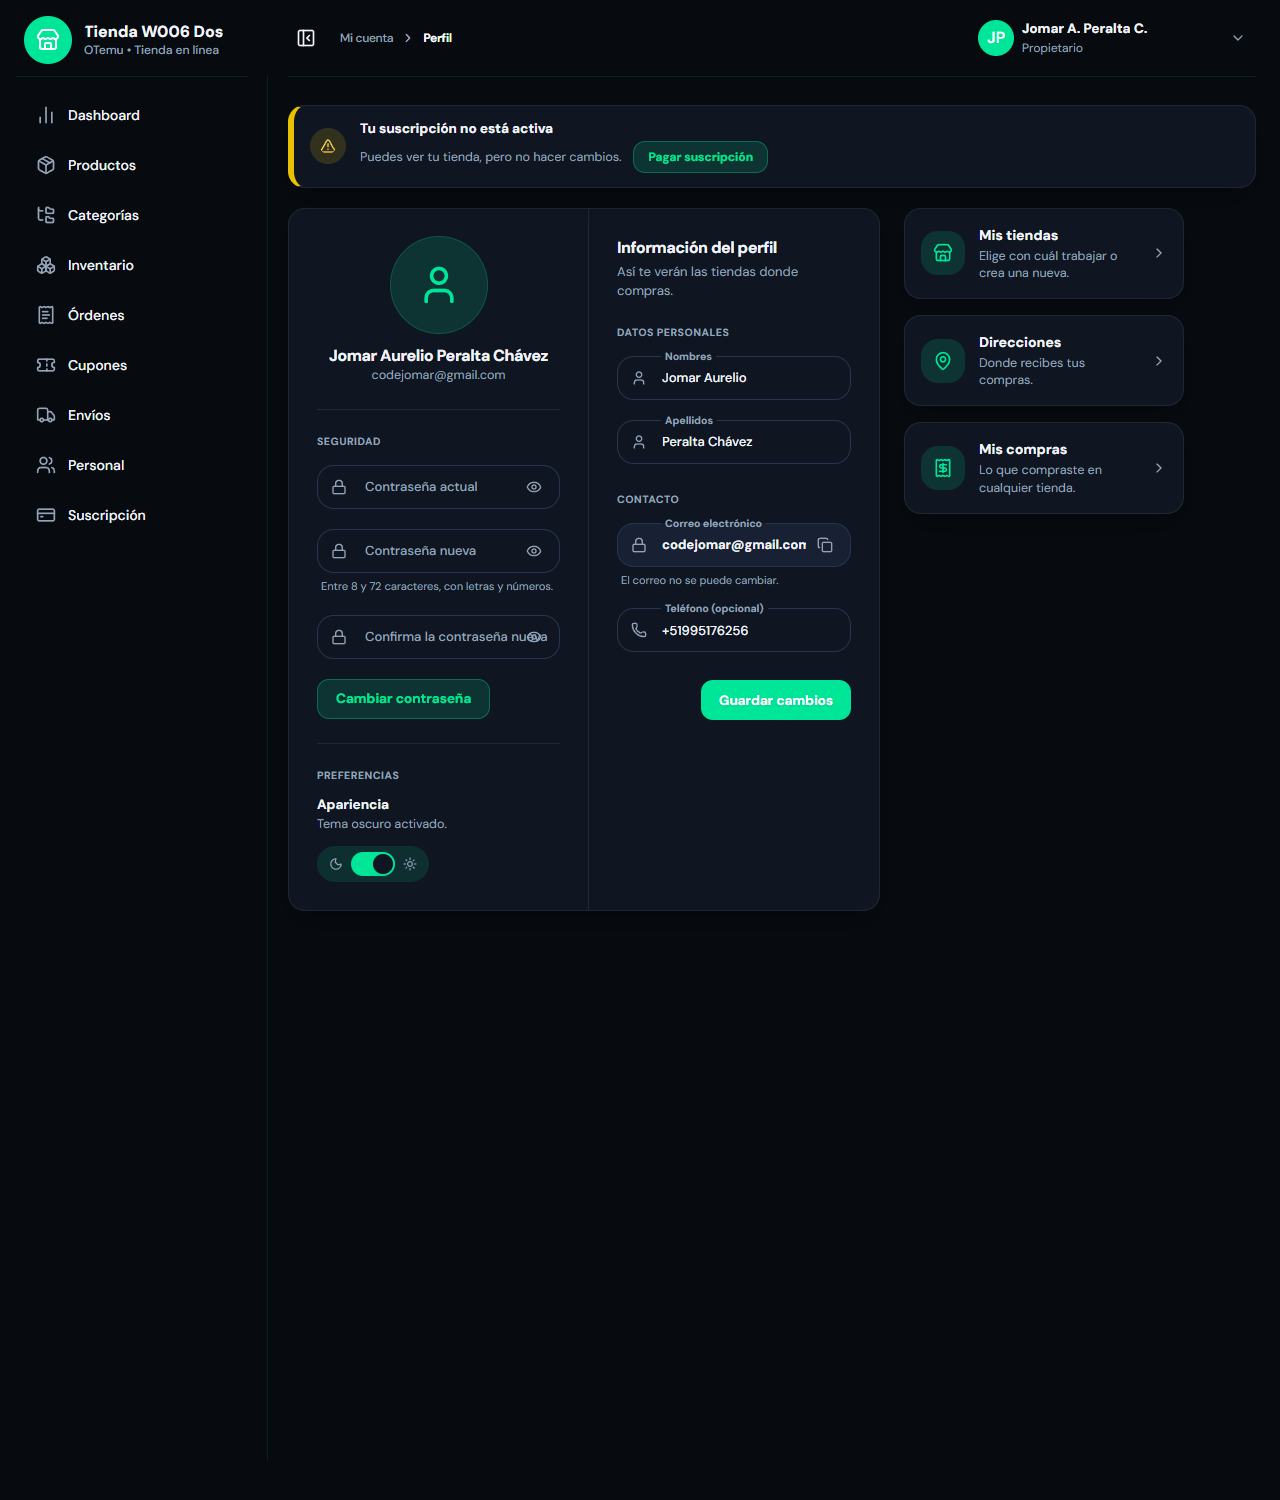 Tienda W006 Dos
OTemu • Tienda en línea
Dashboard
Productos
Categorías
Inventario
Órdenes
Cupones
Envíos
Personal
Suscripción
Mi cuenta
Perfil
JP
Jomar A. Peralta C.
Propietario
Tu suscripción no está activa
Puedes ver tu tienda, pero no hacer cambios.
Pagar suscripción
Jomar Aurelio Peralta Chávez
codejomar@gmail.com
SEGURIDAD
Contraseña actual
Contraseña nueva
Entre 8 y 72 caracteres, con letras y números.
Confirma la contraseña nueva
Cambiar contraseña
PREFERENCIAS
Apariencia
Tema oscuro activado.
Información del perfil
Así te verán las tiendas donde
compras.
DATOS PERSONALES
Nombres
Jomar Aurelio
Apellidos
Peralta Chávez
CONTACTO
Correo electrónico
codejomar@gmail.com
El correo no se puede cambiar.
Teléfono (opcional)
+51995176256
Guardar cambios
Mis tiendas
Elige con cuál trabajar o
crea una nueva.
Direcciones
Donde recibes tus
compras.
Mis compras
Lo que compraste en
cualquier tienda.